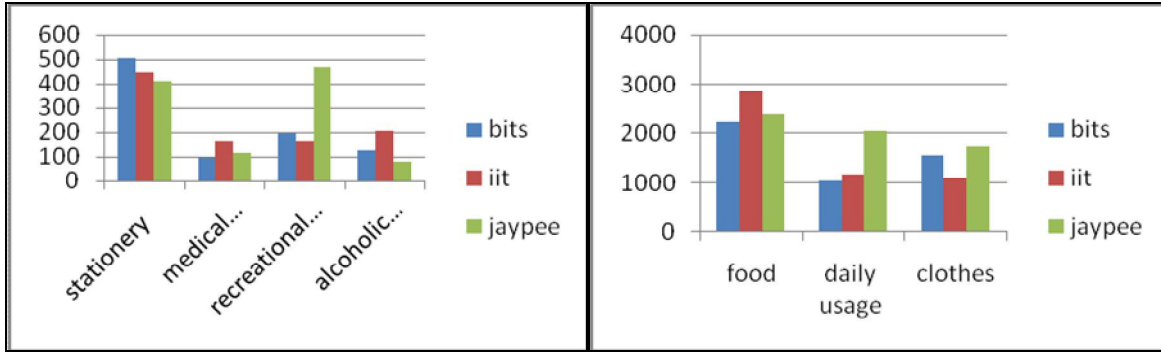 600
500
400
300
200
100
0
stationery
medical...
recreational...
alcoholic...
bits
iit
jaypee
4000
3000
2000
1000
0
food
daily usage
clothes
bits
iit
jaypee